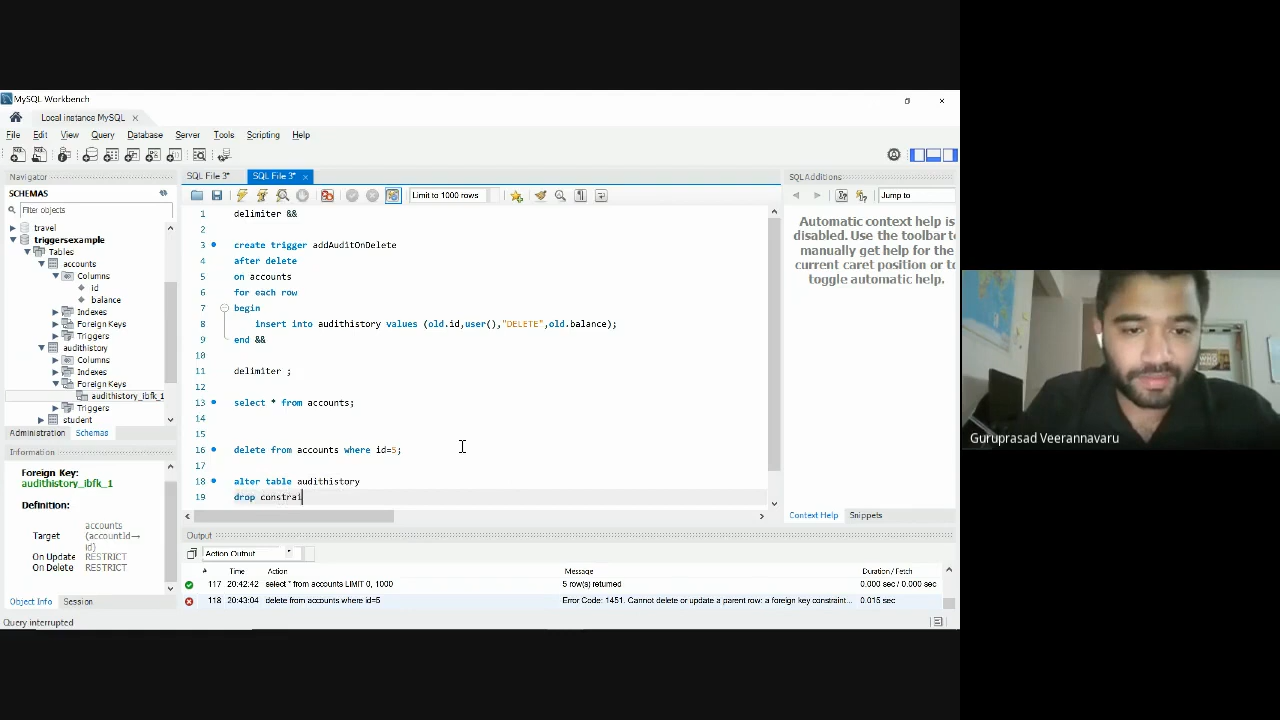 MySQL Workbench
Local instance MySQL
File Edit View Query Database Server Tools Scripting Help
Navigator
SCHEMAS
Filter objects
travel
triggersexample
Tables
accounts
Columns
id
balance
Indexes
Foreign Keys
Triggers
audithistory
Columns
Indexes
Foreign Keys
audithistory_ibfk_1
Triggers
student
Administration Schemas
Information
Foreign Key:
audithistory_ibfk_1
Definition:
Target accounts (accountId→ id)
On Update RESTRICT
On Delete RESTRICT
Object Info Session
Query interrupted
SQL File 3* SQL File 3*
Limit to 1000 rows
1 delimiter &&
2
3 create trigger addAuditOnDelete
4 after delete
5 on accounts
6 for each row
7 begin
8 insert into audithistory values (old.id,user(),"DELETE",old.balance);
9 end &&
10
11 delimiter ;
12
13 select * from accounts;
14
15
16 delete from accounts where id=5;
17
18 alter table audithistory
19 drop constrai
Output
Action Output
# Time Action Message Duration / Fetch
117 20:42:42 select * from accounts LIMIT 0, 1000 5 row(s) returned 0.000 sec / 0.000 sec
118 20:43:04 delete from accounts where id=5 Error Code: 1451. Cannot delete or update a parent row: a foreign key constraint... 0.015 sec
SQLAdditions
Jump to
Automatic context help is
disabled. Use the toolbar to
manually get help for the
current caret position or to
toggle automatic help.
Context Help Snippets
WHO
Guruprasad Veerannavaru